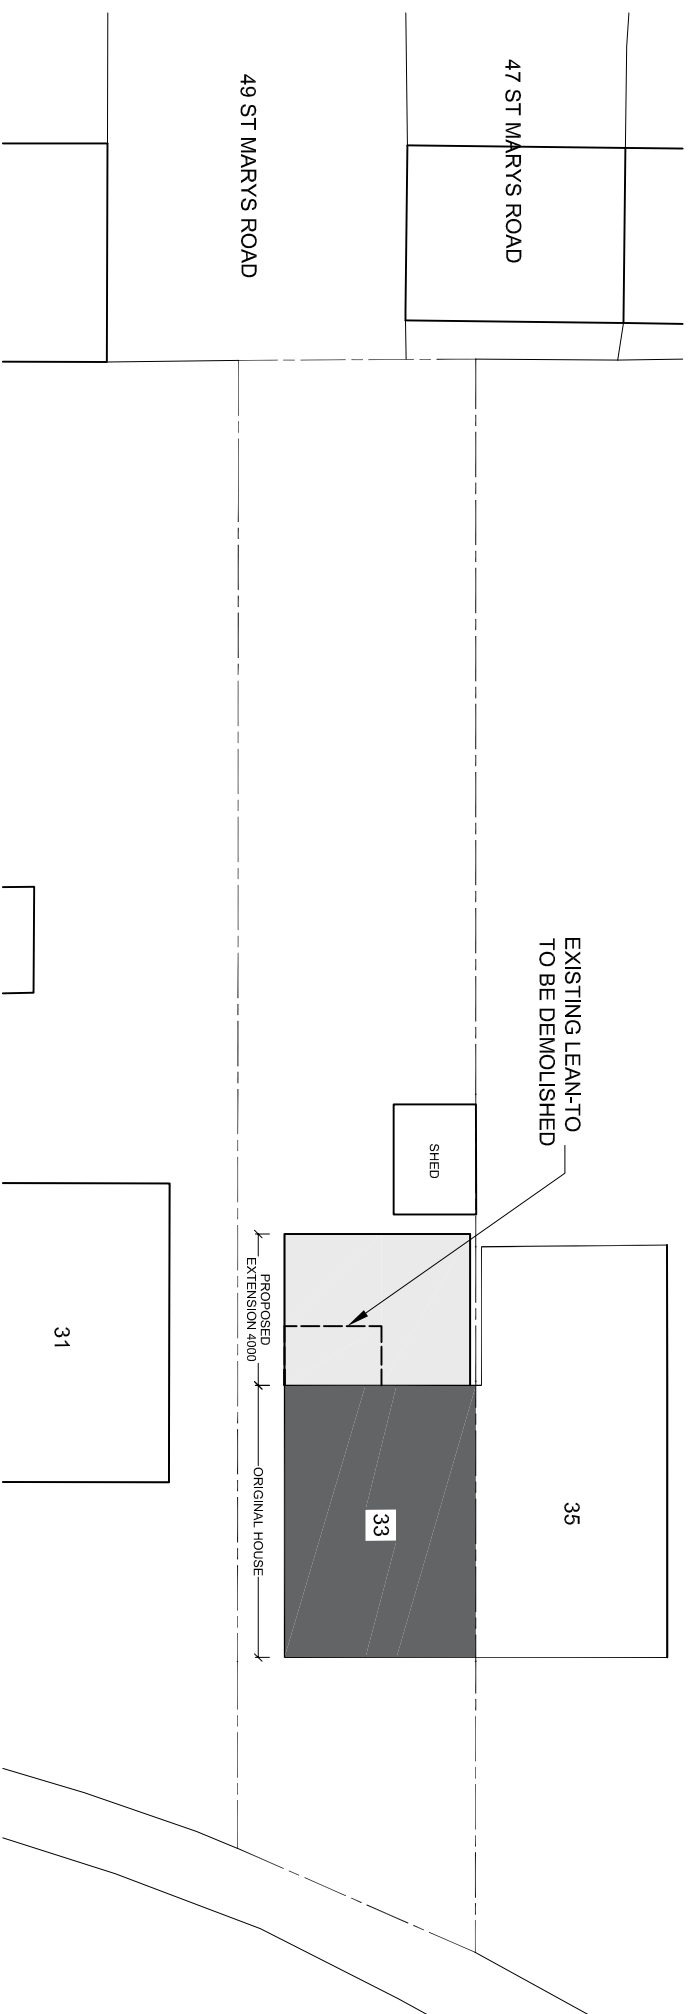 47 ST MARYS ROAD
49 ST MARYS ROAD
EXISTING LEAN-TO
TO BE DEMOLISHED
SHED
PROPOSED
EXTENSION 4000
31
35
33
ORIGINAL HOUSE